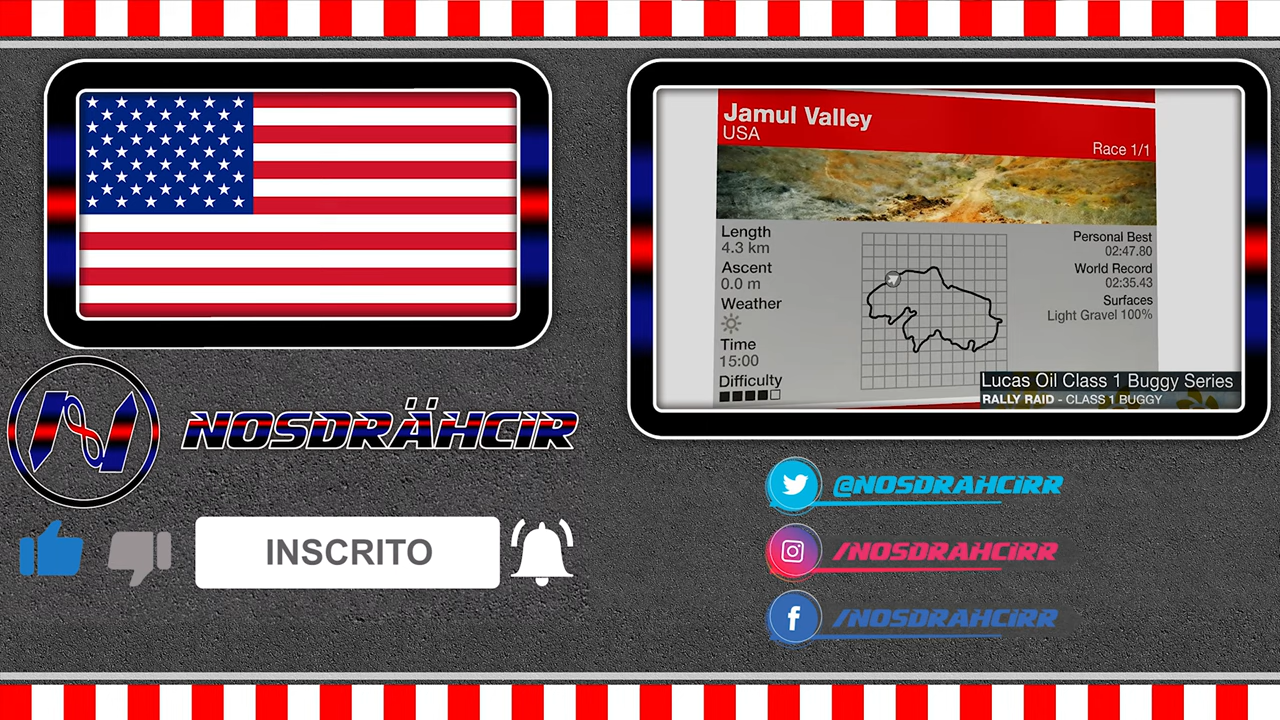 Jamul Valley
USA
Race 1/1
Length
4.3 km
Ascent
0.0 m
Weather
Time
15:00
Difficulty
Personal Best
02:47.80
World Record
02:35.43
Surfaces
Light Gravel 100%
Lucas Oil Class 1 Buggy Series
RALLY RAID - CLASS 1 BUGGY
NOSDRÄHCIR
INSCRITO
@NOSDRAHCIRR
/NOSDRAHCIRR
/NOSDRAHCIRR